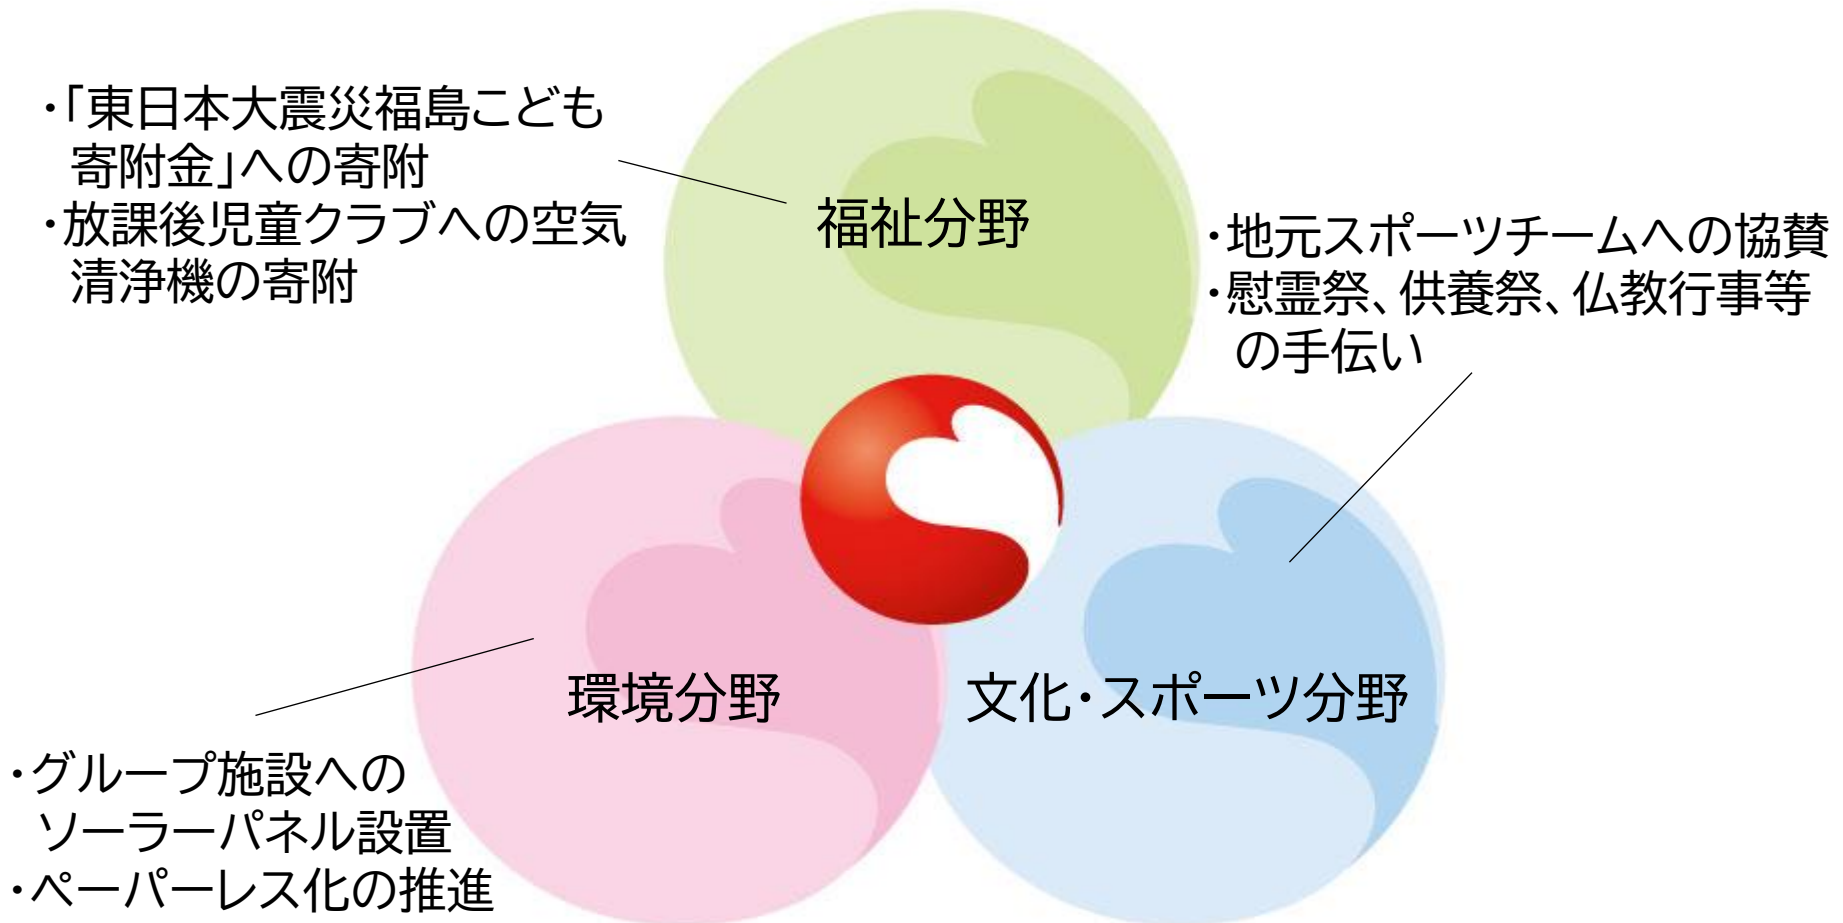 ・「東日本大震災福島こども
寄附金」への寄附
・放課後児童クラブへの空気
清浄機の寄附
福祉分野
・地元スポーツチームへの協賛
・慰霊祭、供養祭、仏教行事等
の手伝い
環境分野
文化・スポーツ分野
・グループ施設への
ソーラーパネル設置
・ペーパーレス化の推進